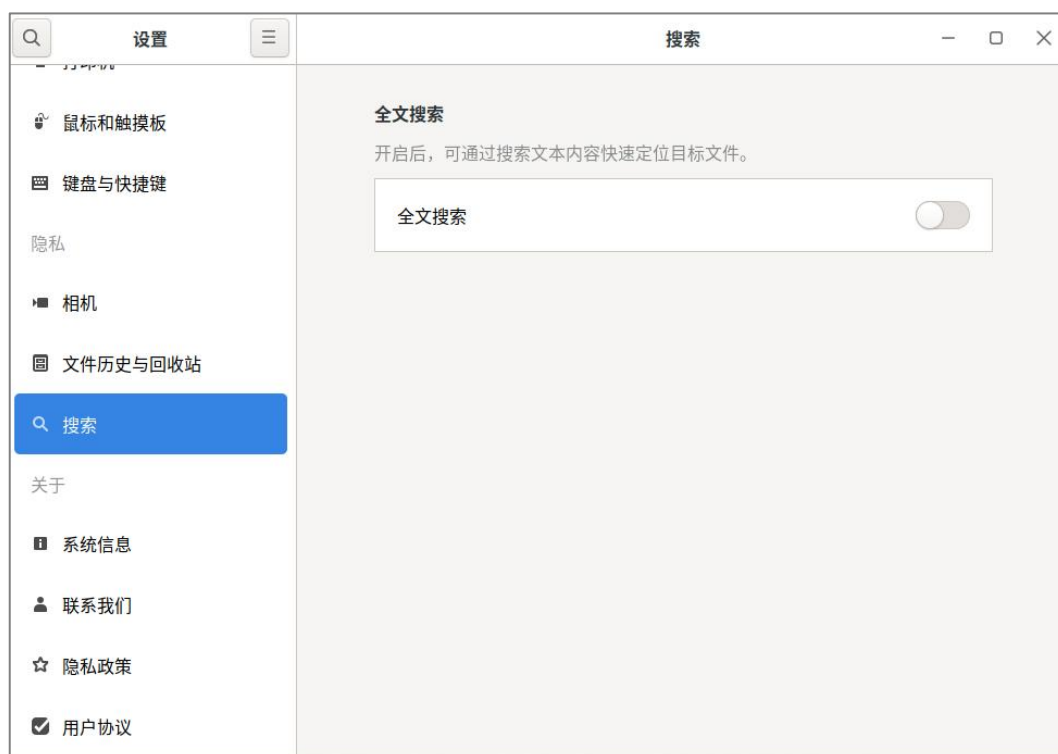 设置
搜索
鼠标和触摸板
键盘与快捷键
隐私
相机
文件历史与回收站
搜索
关于
系统信息
联系我们
隐私政策
用户协议
全文搜索
开启后，可通过搜索文本内容快速定位目标文件。
全文搜索